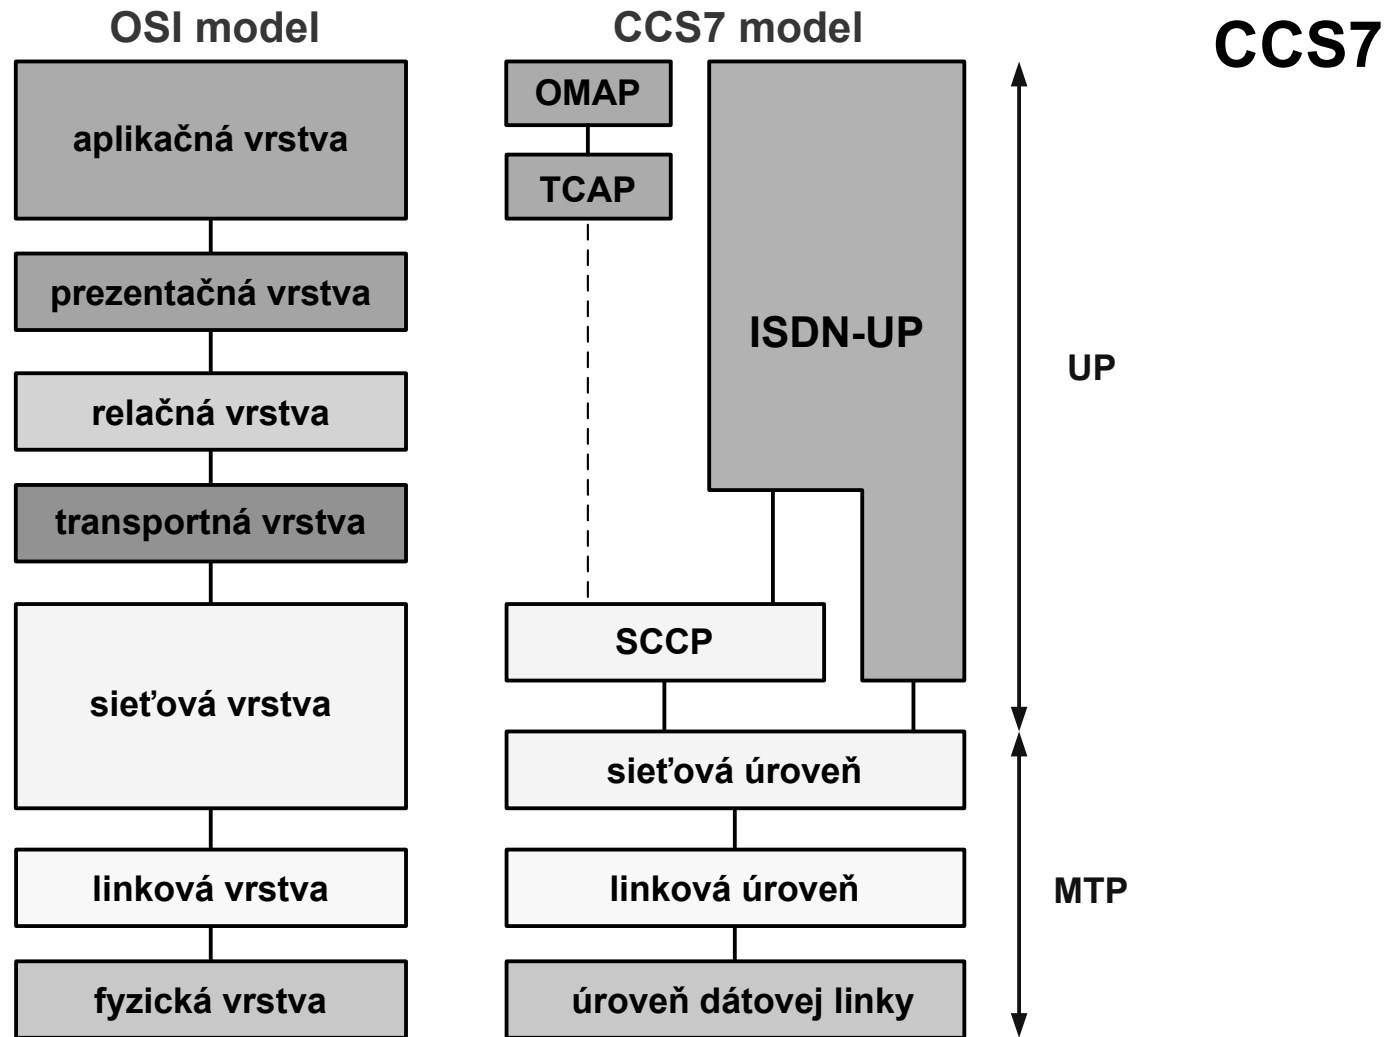 OSI model
CCS7 model
CCS7
aplikačná vrstva
prezentačná vrstva
relačná vrstva
transportná vrstva
sieťová vrstva
linková vrstva
fyzická vrstva
OMAP
TCAP
ISDN-UP
SCCP
sieťová úroveň
linková úroveň
úroveň dátovej linky
UP
MTP